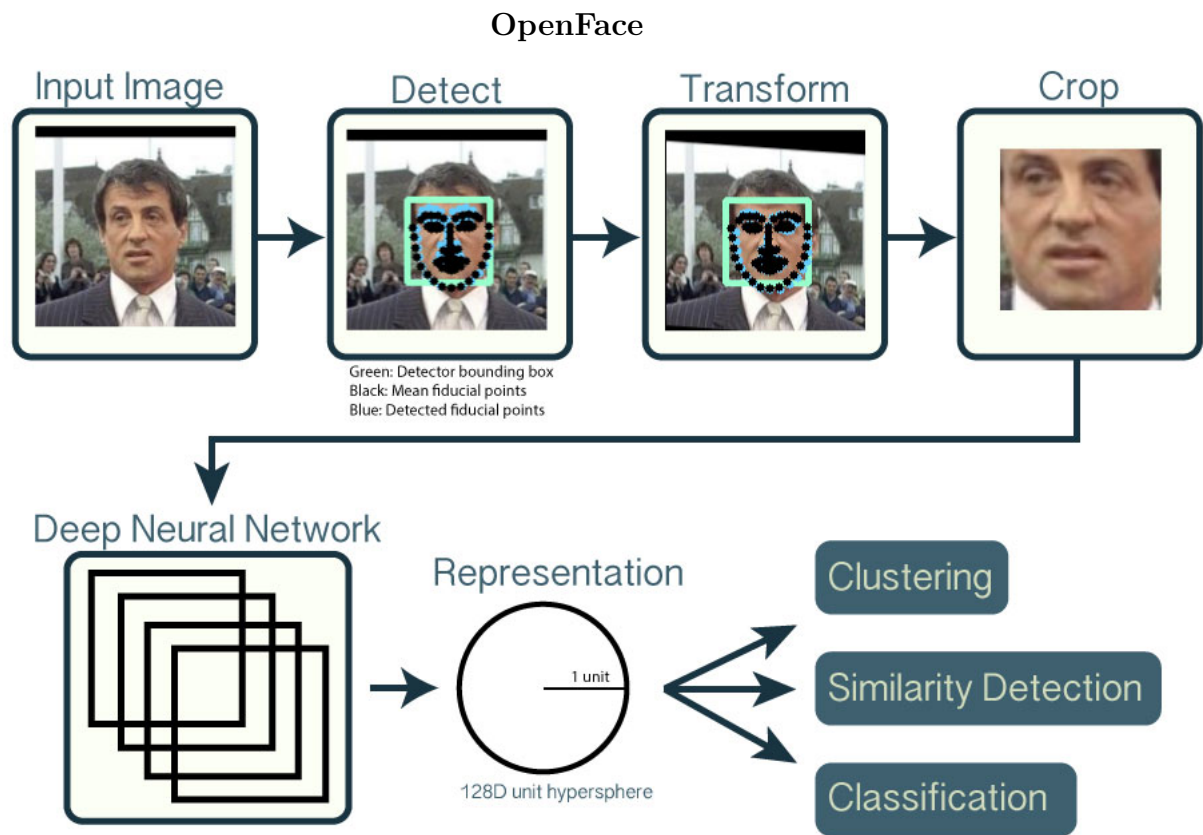 OpenFace
Input Image
Detect
Transform
Crop
Green: Detector bounding box
Black: Mean fiducial points
Blue: Detected fiducial points
Deep Neural Network
Representation
1 unit
128D unit hypersphere
Clustering
Similarity Detection
Classification